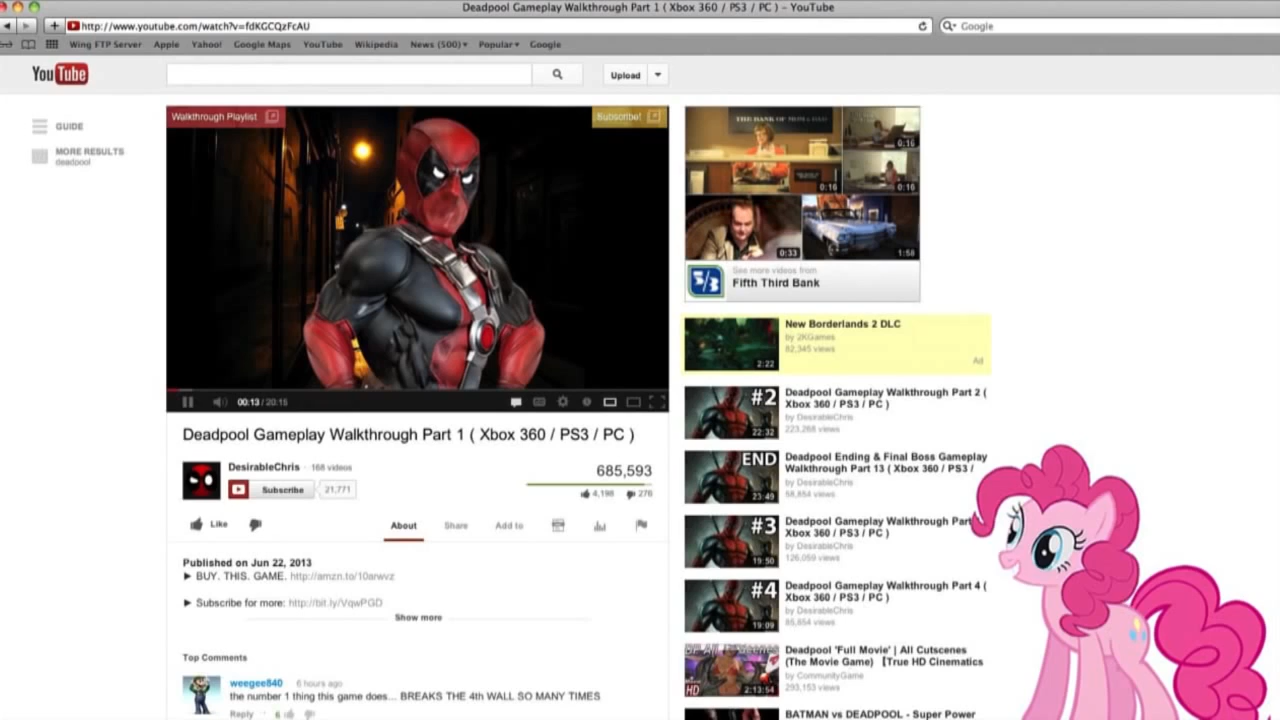 Deadpool Gameplay Walkthrough Part 1 ( Xbox 360 / PS3 / PC ) - YouTube
http://www.youtube.com/watch?v=fdKGCQzFcAU
Google
Wing FTP Server Apple Yahoo! Google Maps YouTube Wikipedia News (500)▾ Popular▾ Google
YouTube
Upload
GUIDE
MORE RESULTS
deadpool
Walkthrough Playlist
Subscribe!
00:13 / 20:15
Deadpool Gameplay Walkthrough Part 1 ( Xbox 360 / PS3 / PC )
DesirableChris · 168 videos
Subscribe 21,771
685,593
4,198 276
Like
About Share Add to
Published on Jun 22, 2013
► BUY. THIS. GAME. http://amzn.to/10arwvz
► Subscribe for more: http://bit.ly/VqwPGD
Show more
Top Comments
weegee840 6 hours ago
the number 1 thing this game does... BREAKS THE 4th WALL SO MANY TIMES
Reply · 6
THE BANK OF MOM & DAD
0:16
0:16
0:16
0:33
1:58
5/3
See more videos from
Fifth Third Bank
2:22
New Borderlands 2 DLC
by 2KGames
82,345 views
Ad
#2
22:32
Deadpool Gameplay Walkthrough Part 2 (
Xbox 360 / PS3 / PC )
by DesirableChris
223,268 views
END
23:49
Deadpool Ending & Final Boss Gameplay
Walkthrough Part 13 ( Xbox 360 / PS3 /
by DesirableChris
58,854 views
#3
19:50
Deadpool Gameplay Walkthrough Part
Xbox 360 / PS3 / PC )
by DesirableChris
126,059 views
#4
19:09
Deadpool Gameplay Walkthrough Part 4 (
Xbox 360 / PS3 / PC )
by DesirableChris
85,854 views
HD
2:13:54
Deadpool 'Full Movie' | All Cutscenes
(The Movie Game) 【True HD Cinematics
by CommunityGame
293,153 views
BATMAN vs DEADPOOL - Super Power